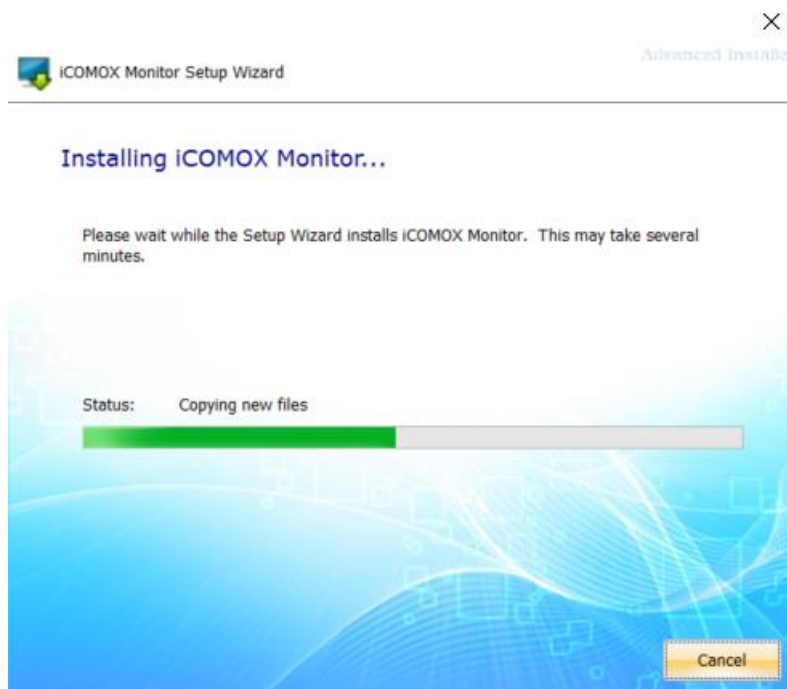 iCOMOX Monitor Setup Wizard
Installing iCOMOX Monitor...
Please wait while the Setup Wizard installs iCOMOX Monitor. This may take several
minutes.
Status: Copying new files
Cancel